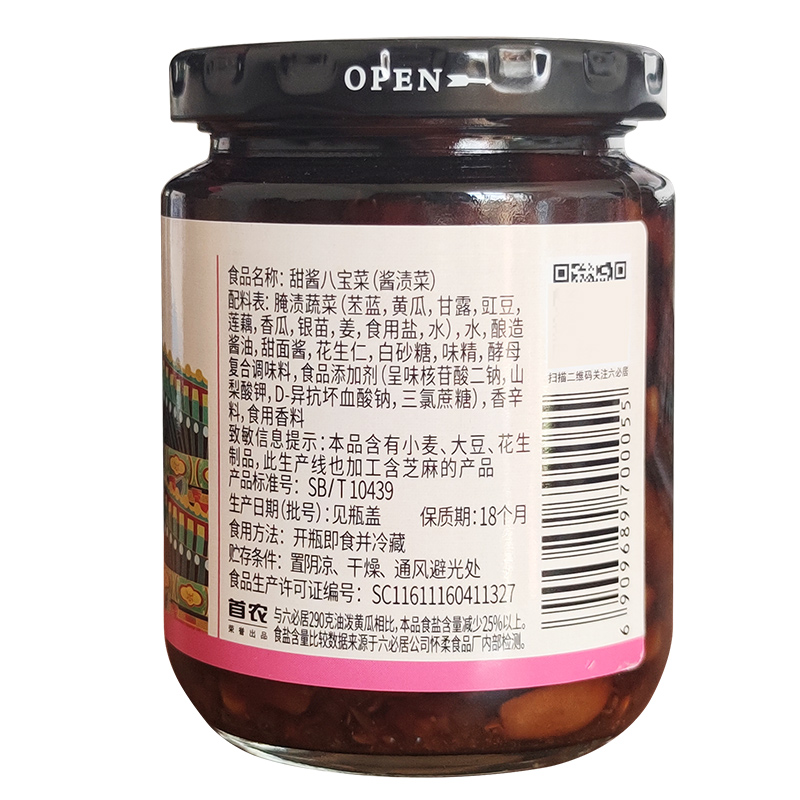 OPEN
食品名称：甜酱八宝菜(酱渍菜)
配料表：腌渍蔬菜(苤蓝，黄瓜，甘露，豇豆，
莲藕，香瓜，银苗，姜，食用盐，水)，水，酿造
酱油，甜面酱，花生仁，白砂糖，味精，酵母
复合调味料，食品添加剂(呈味核苷酸二钠，山
梨酸钾，D-异抗坏血酸钠，三氯蔗糖)，香辛
料，食用香料
致敏信息提示：本品含有小麦、大豆、花生
制品，此生产线也加工含芝麻的产品
产品标准号：SB/T 10439
生产日期(批号)：见瓶盖 保质期：18个月
食用方法：开瓶即食并冷藏
贮存条件：置阴凉、干燥、通风避光处
食品生产许可证编号：SC11611160411327
首农
荣誉出品
与六必居290克油泼黄瓜相比，本品食盐含量减少25%以上。
食盐含量比较数据来源于六必居公司怀柔食品厂内部检测。
扫描二维码关注六必居
6 909689 700055